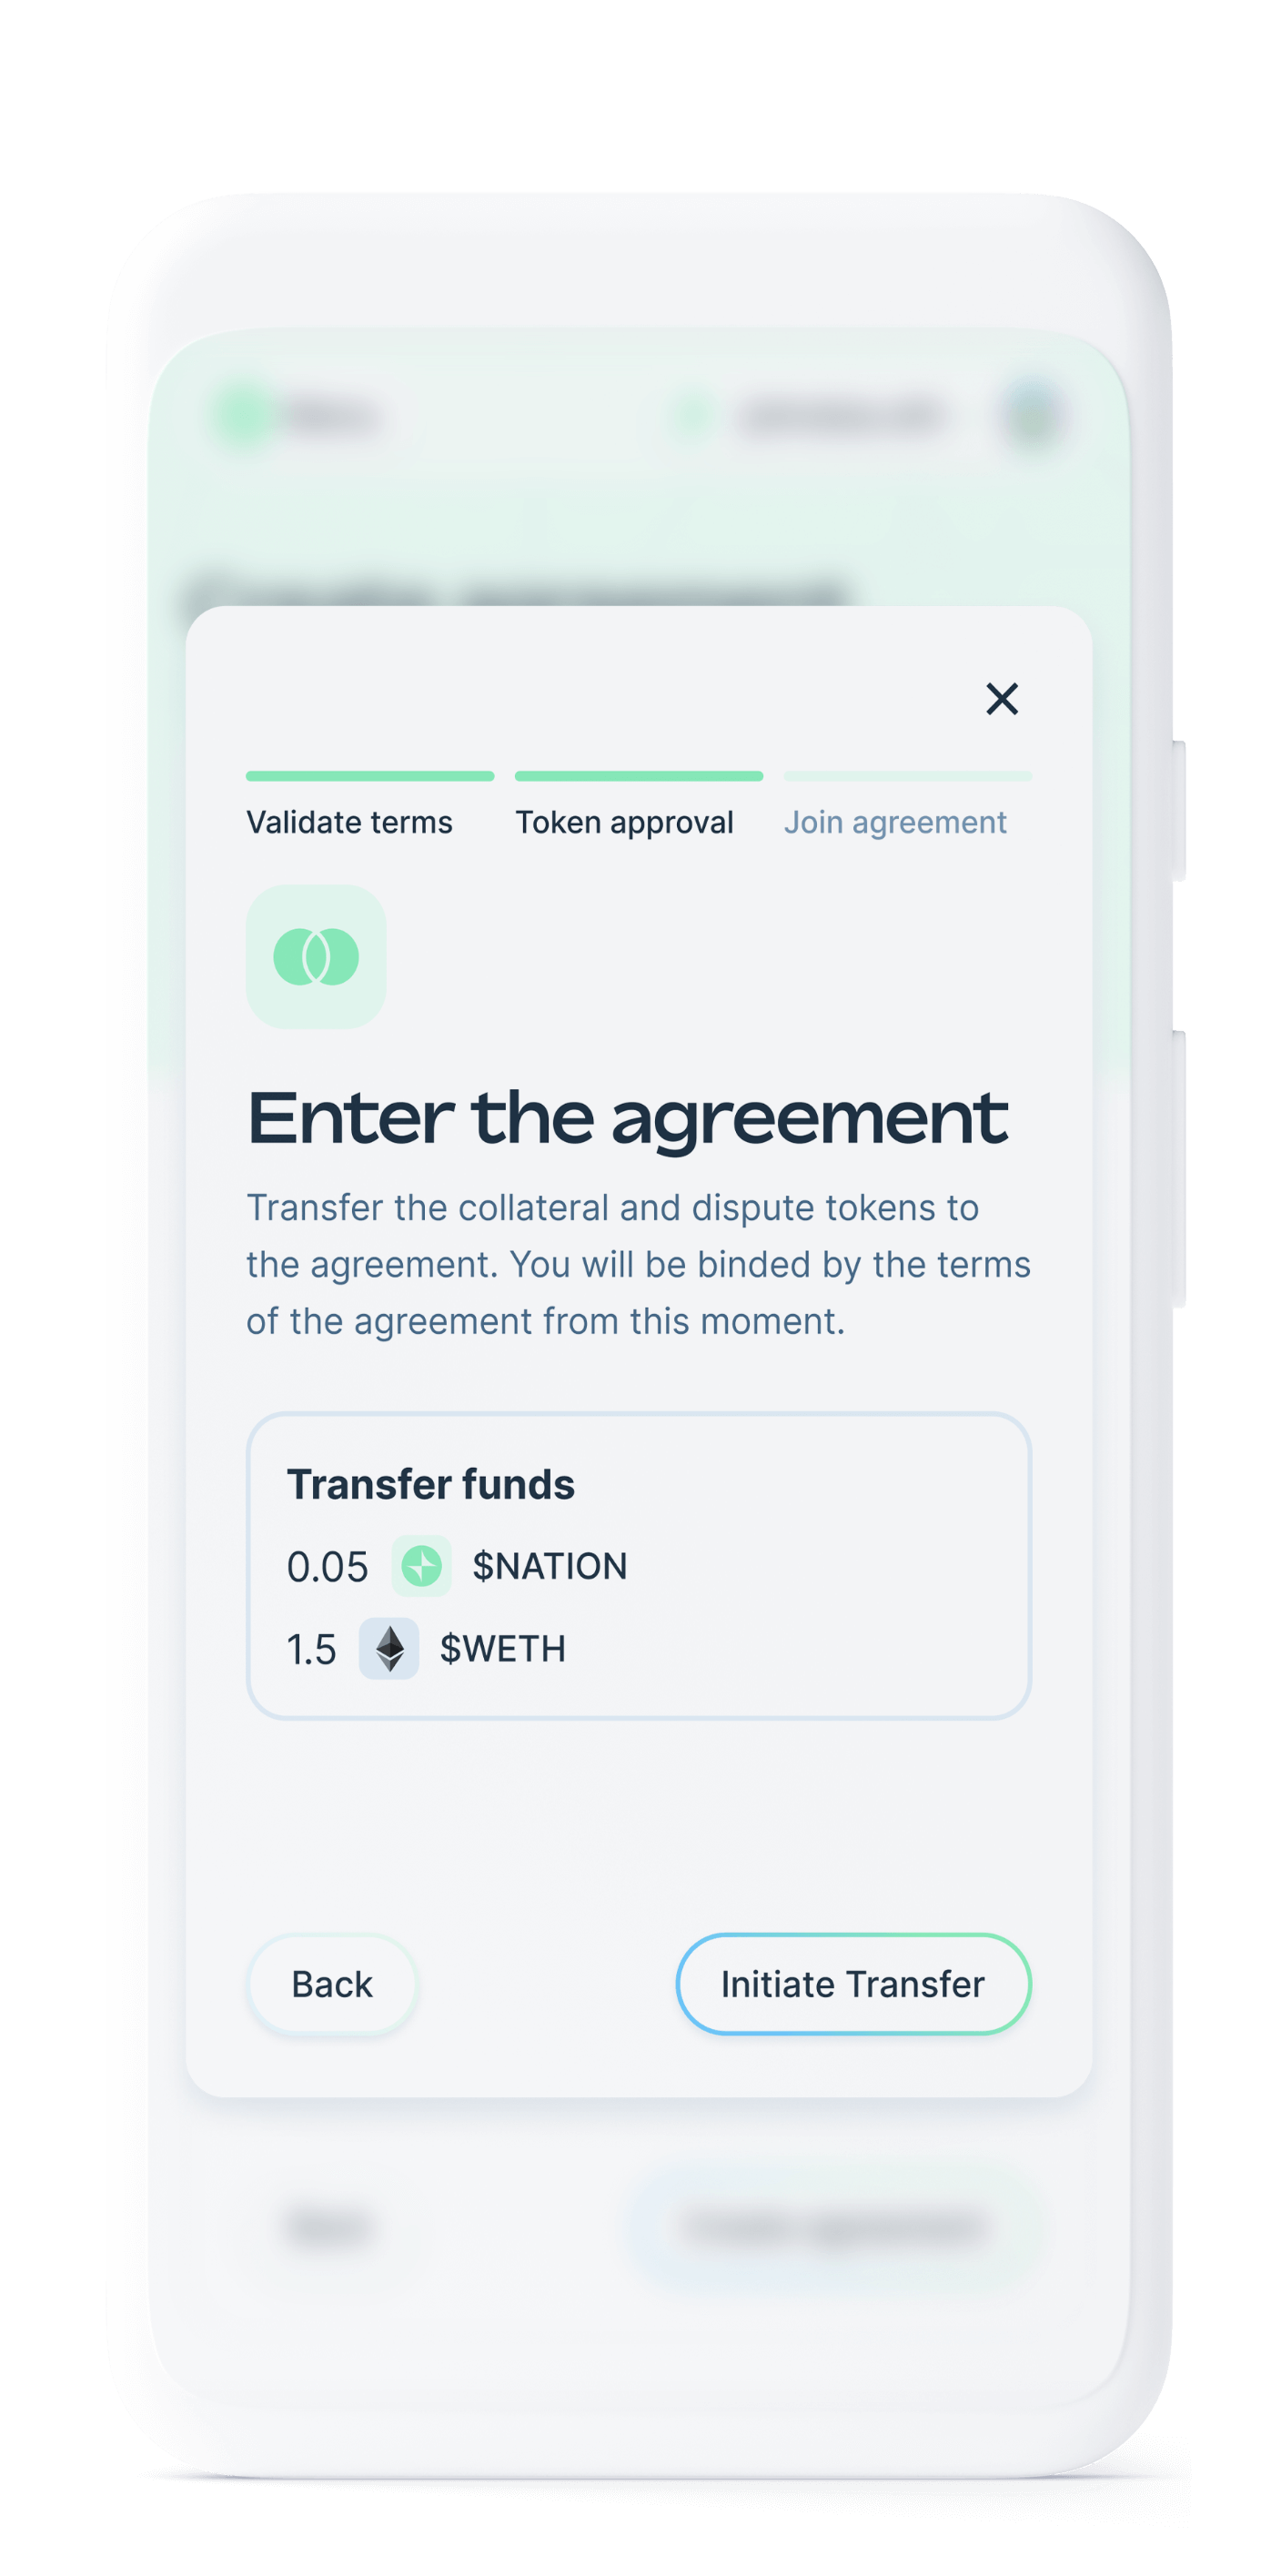 Validate terms
Token approval
Join agreement
Enter the agreement
Transfer the collateral and dispute tokens to
the agreement. You will be binded by the terms
of the agreement from this moment.
Transfer funds
0.05 $NATION
1.5 $WETH
Back
Initiate Transfer